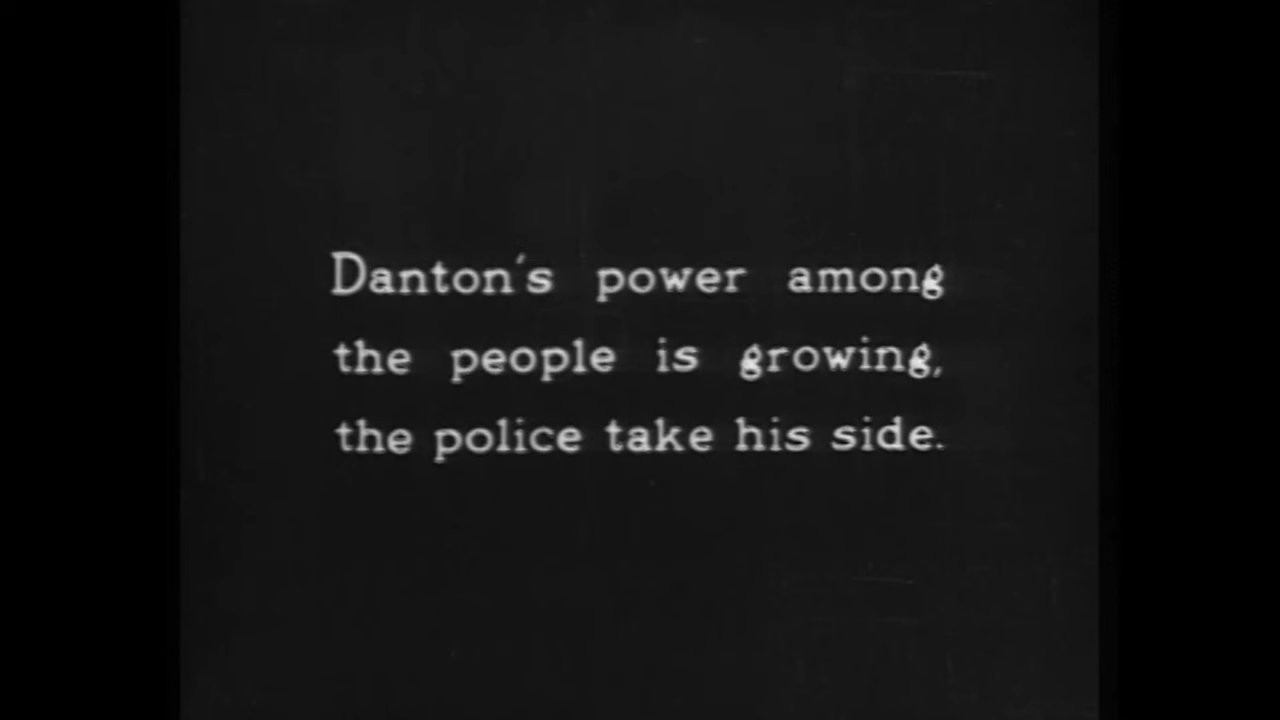 Danton's power among
the people is growing,
the police take his side.